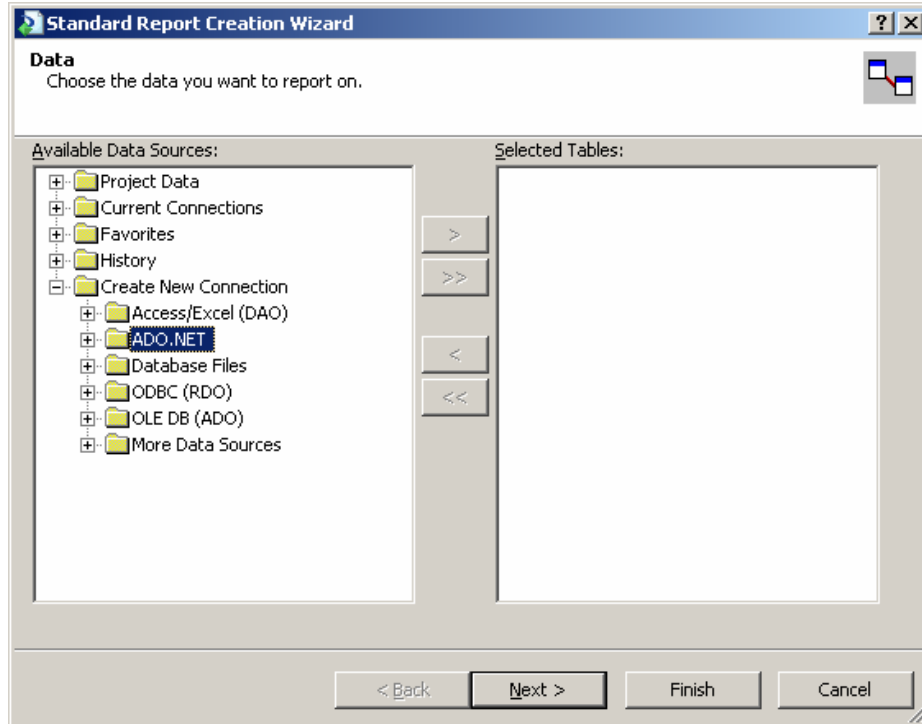 Standard Report Creation Wizard
Data
Choose the data you want to report on.
Available Data Sources:
Selected Tables:
Project Data
Current Connections
Favorites
History
Create New Connection
Access/Excel (DAO)
ADO.NET
Database Files
ODBC (RDO)
OLE DB (ADO)
More Data Sources
>
>>
<
<<
< Back
Next >
Finish
Cancel